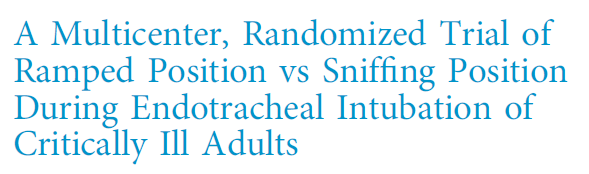 A Multicenter, Randomized Trial of
Ramped Position vs Sniffing Position
During Endotracheal Intubation of
Critically Ill Adults